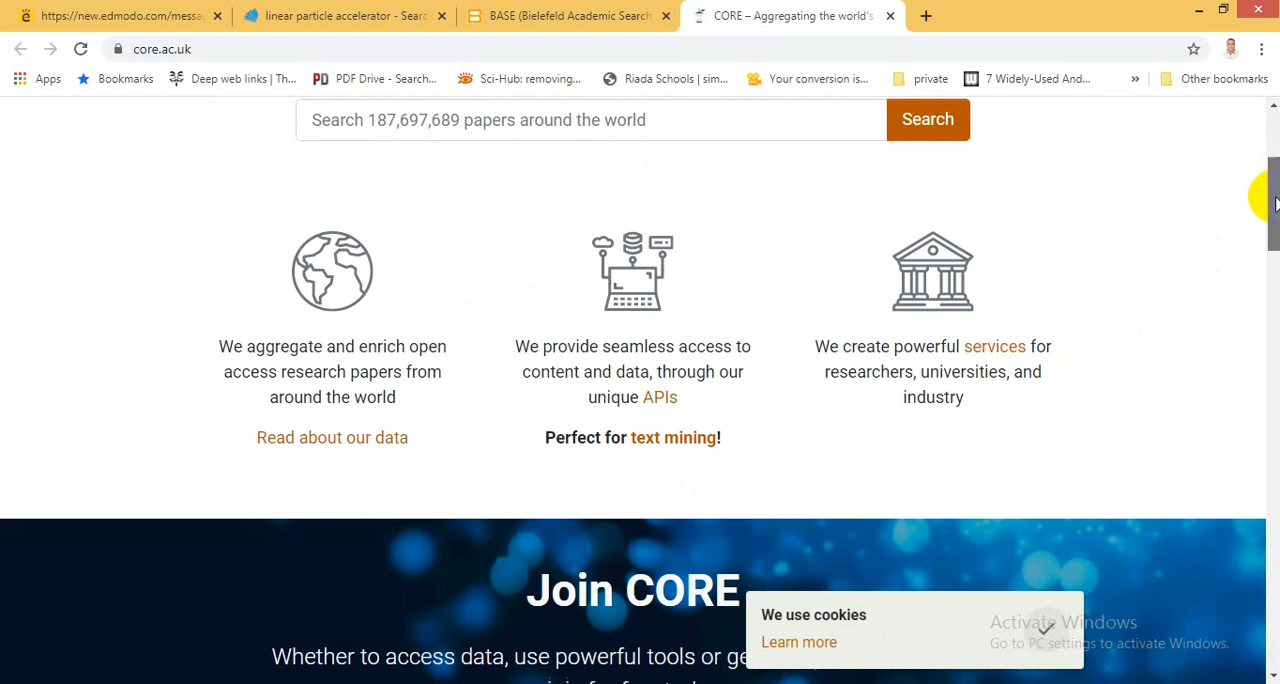 https://new.edmodo.com/messa
linear particle accelerator - Searc
BASE (Bielefeld Academic Search
CORE – Aggregating the world's
core.ac.uk
Apps
Bookmarks
Deep web links | Th...
PDF Drive - Search...
Sci-Hub: removing...
Riada Schools | sim...
Your conversion is...
private
7 Widely-Used And...
Other bookmarks
Search 187,697,689 papers around the world
Search
We aggregate and enrich open
access research papers from
around the world
Read about our data
We provide seamless access to
content and data, through our
unique APIs
Perfect for text mining!
We create powerful services for
researchers, universities, and
industry
Join CORE
Whether to access data, use powerful tools or ge
We use cookies
Learn more
Activate Windows
Go to PC settings to activate Windows.